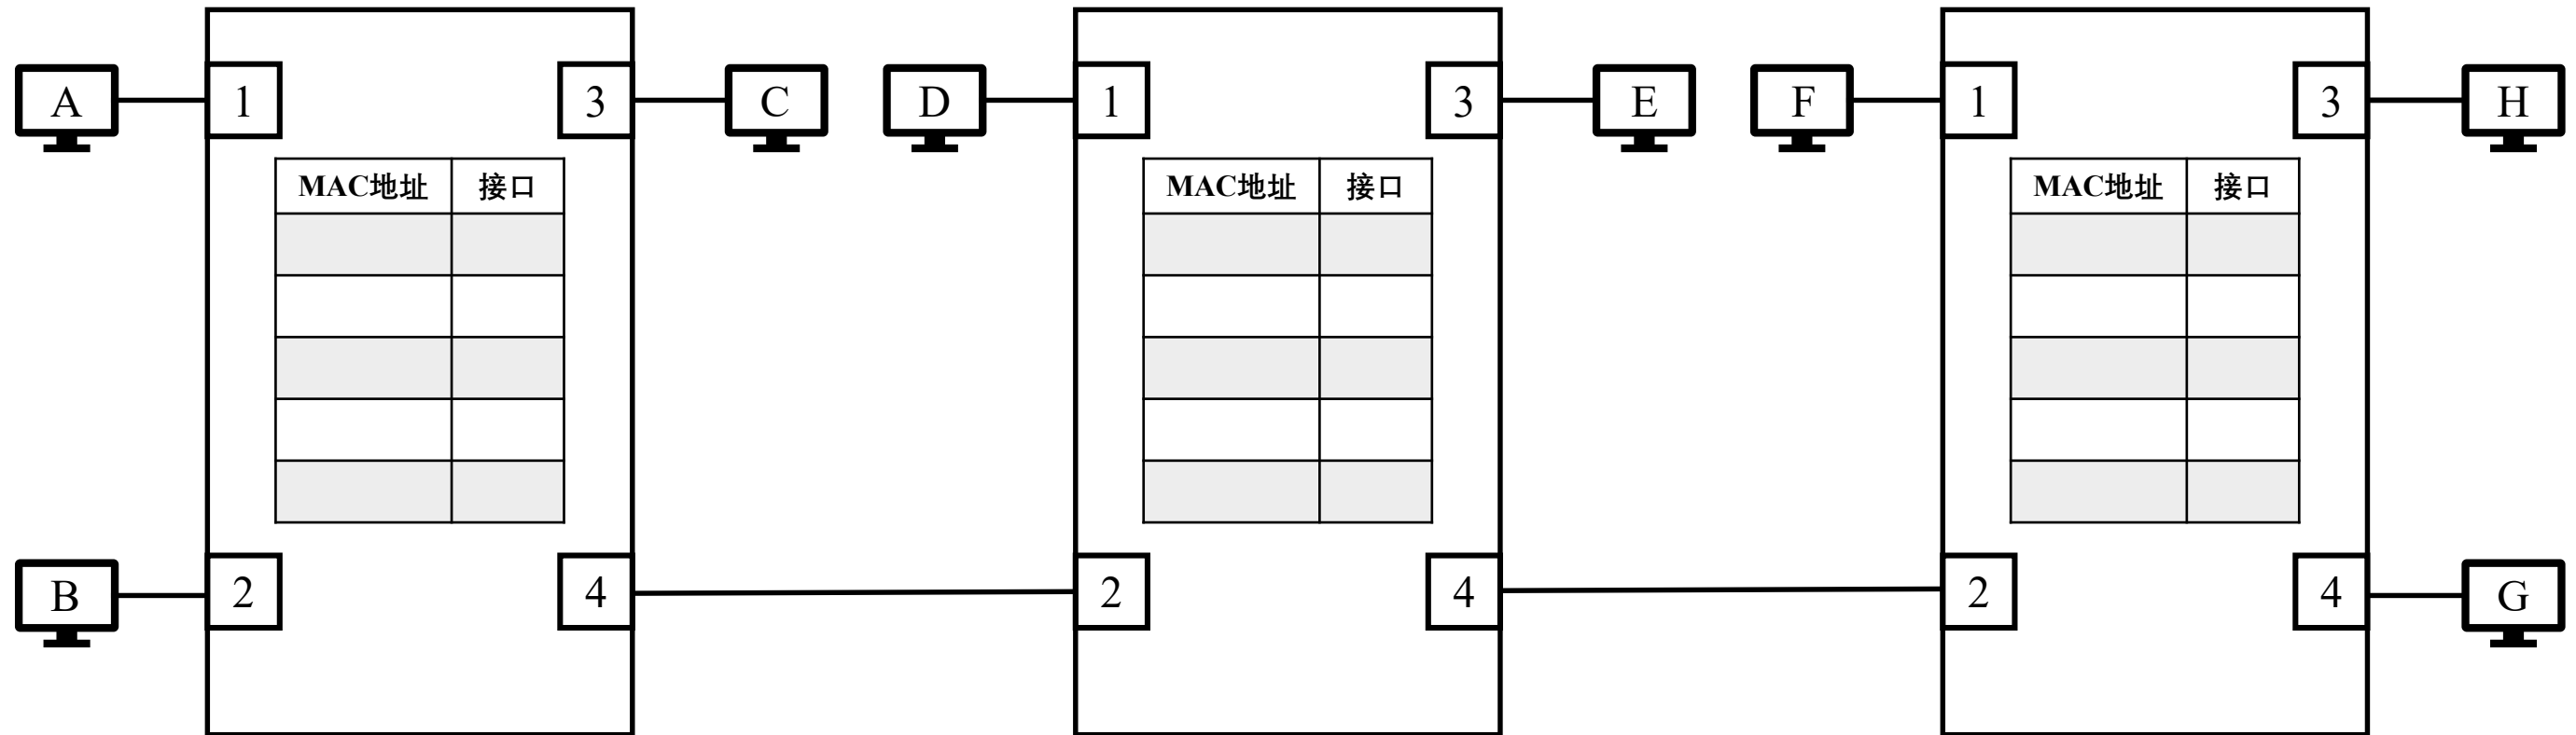 A 1 3 C D 1 3 E F 1 3 H
MAC地址 接口 MAC地址 接口 MAC地址 接口
B 2 4 2 4 2 4 G